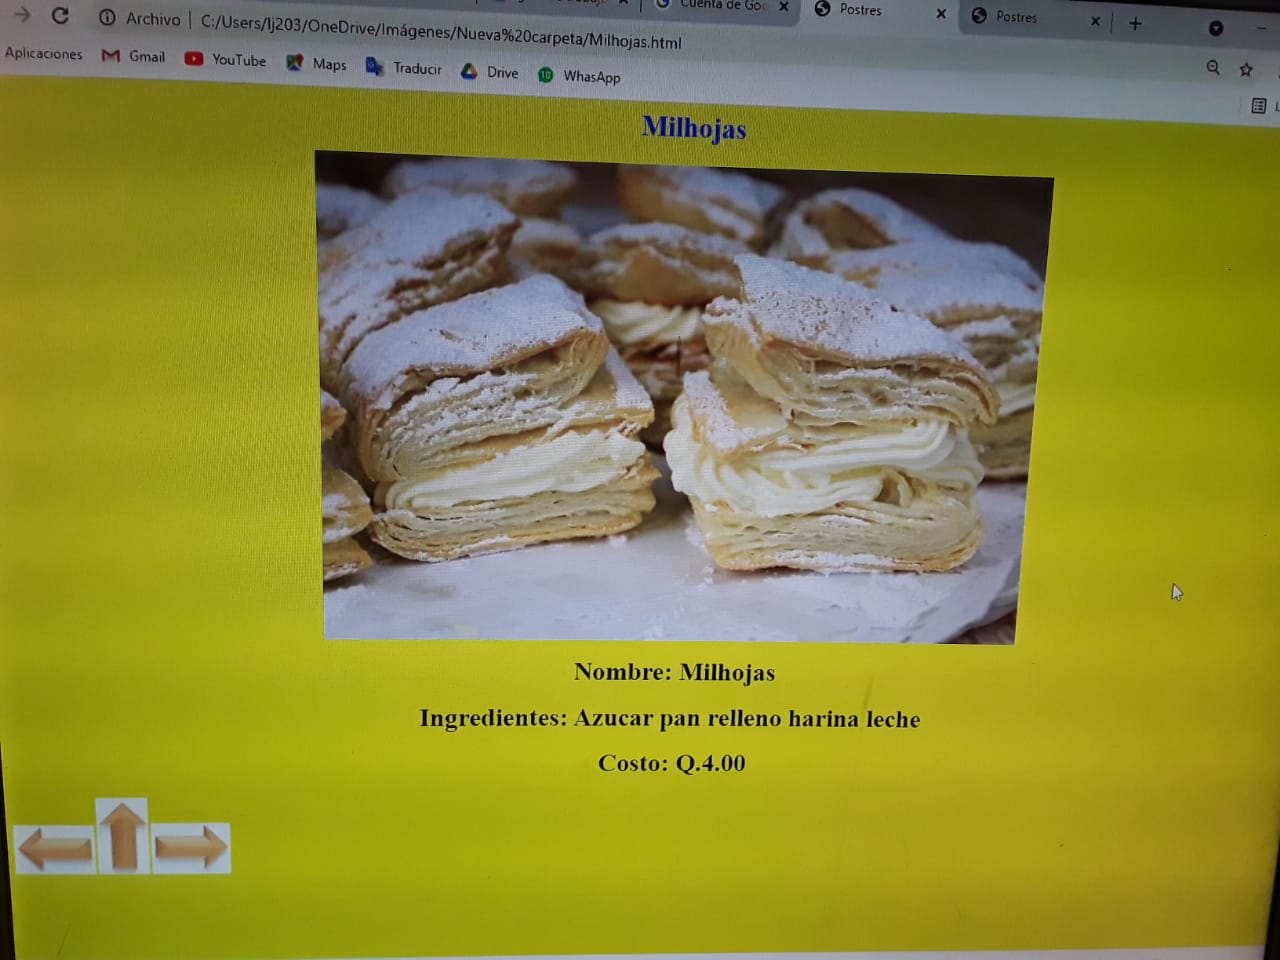 Cuenta de Goo
Postres
Postres
Archivo
C:/Users/lj203/OneDrive/Imágenes/Nueva%20carpeta/Milhojas.html
Aplicaciones
Gmail
YouTube
Maps
Traducir
Drive
10
WhasApp
Milhojas
Nombre: Milhojas
Ingredientes: Azucar pan relleno harina leche
Costo: Q.4.00